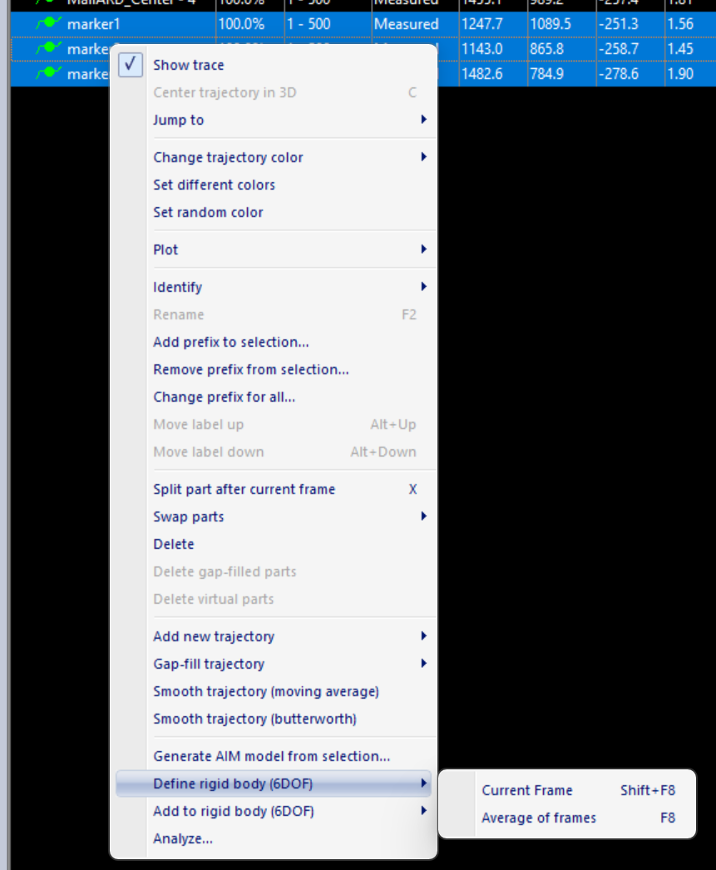 MallARD_Center - 4 100.0% 1 - 500 Measured 1455.1 989.2 -257.4 1.61
marker1 100.0% 1 - 500 Measured 1247.7 1089.5 -251.3 1.56
marke 1143.0 865.8 -258.7 1.45
marke 1482.6 784.9 -278.6 1.90
Show trace
Center trajectory in 3D C
Jump to
Change trajectory color
Set different colors
Set random color
Plot
Identify
Rename F2
Add prefix to selection...
Remove prefix from selection...
Change prefix for all...
Move label up Alt+Up
Move label down Alt+Down
Split part after current frame X
Swap parts
Delete
Delete gap-filled parts
Delete virtual parts
Add new trajectory
Gap-fill trajectory
Smooth trajectory (moving average)
Smooth trajectory (butterworth)
Generate AIM model from selection...
Define rigid body (6DOF)
Current Frame Shift+F8
Add to rigid body (6DOF)
Average of frames F8
Analyze...